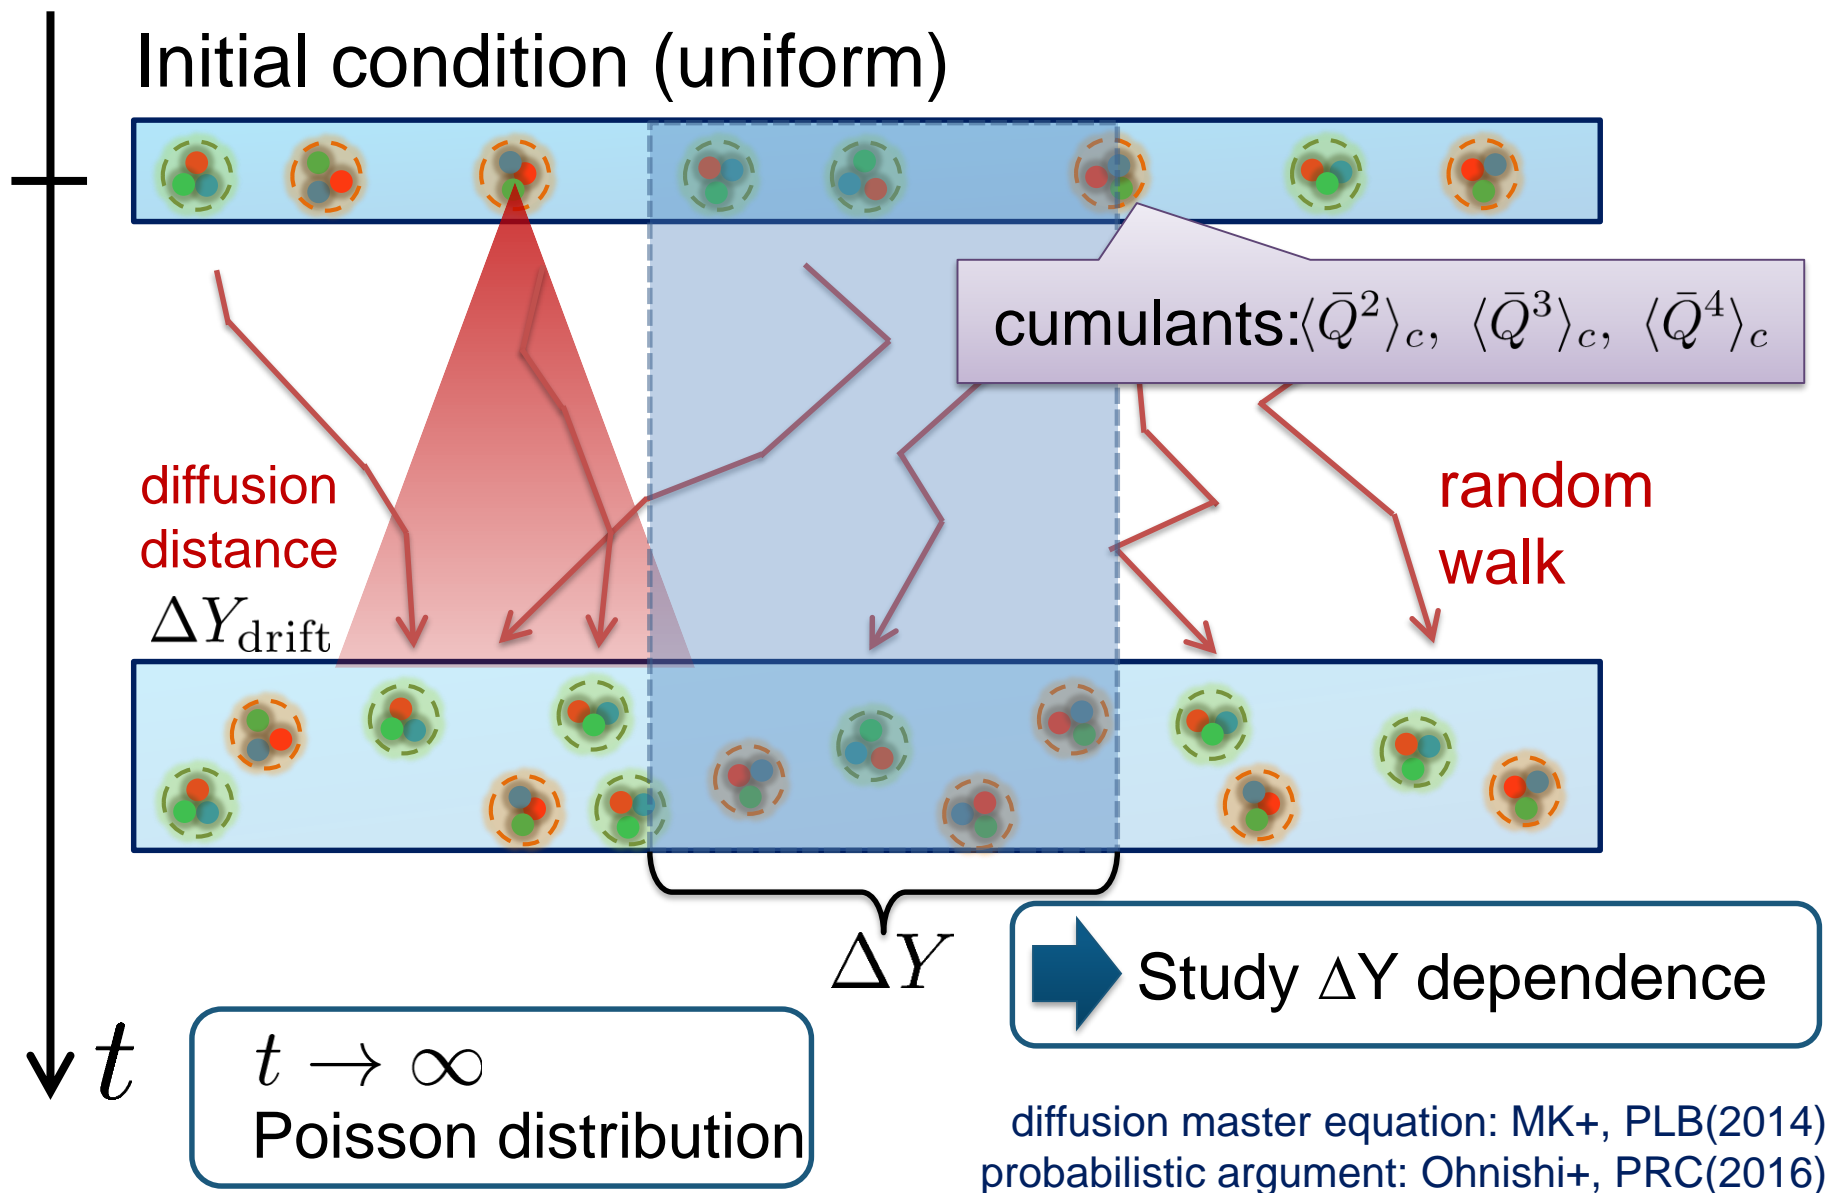 Initial condition (uniform)
cumulants: ⟨Q̄²⟩c, ⟨Q̄³⟩c, ⟨Q̄⁴⟩c
diffusion
distance
ΔY_drift
random
walk
ΔY
Study ΔY dependence
t
t → ∞
Poisson distribution
diffusion master equation: MK+, PLB(2014)
probabilistic argument: Ohnishi+, PRC(2016)